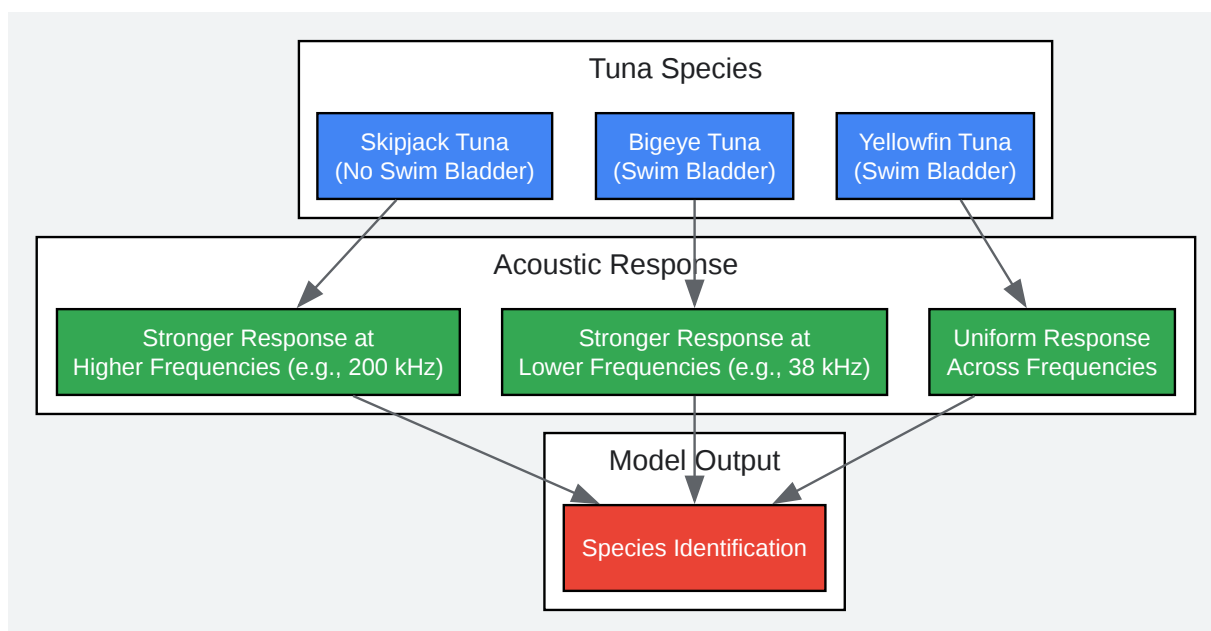 Tuna Species
Skipjack Tuna
(No Swim Bladder)
Bigeye Tuna
(Swim Bladder)
Yellowfin Tuna
(Swim Bladder)
Acoustic Response
Stronger Response at
Higher Frequencies (e.g., 200 kHz)
Stronger Response at
Lower Frequencies (e.g., 38 kHz)
Uniform Response
Across Frequencies
Model Output
Species Identification